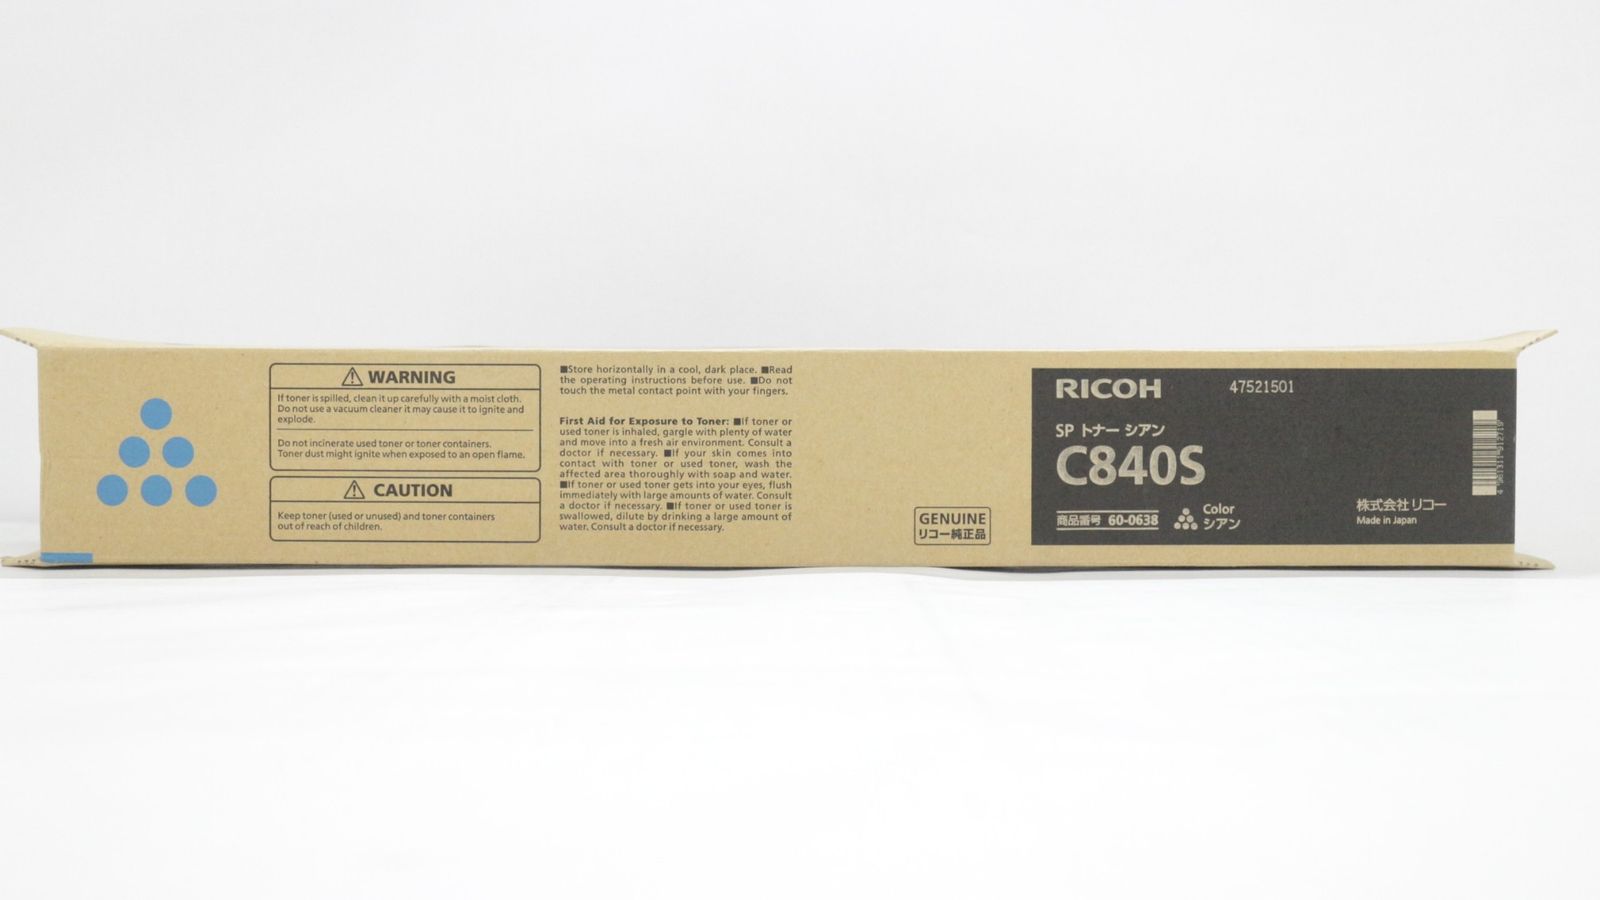 WARNING
If toner is spilled, clean it up carefully with a moist cloth.
Do not use a vacuum cleaner it may cause it to ignite and
explode.
Do not incinerate used toner or toner containers.
Toner dust might ignite when exposed to an open flame.
CAUTION
Keep toner (used or unused) and toner containers
out of reach of children.
■Store horizontally in a cool, dark place. ■Read
the operating instructions before use. ■Do not
touch the metal contact point with your fingers.
First Aid for Exposure to Toner: ■If toner or
used toner is inhaled, gargle with plenty of water
and move into a fresh air environment. Consult a
doctor if necessary. ■If your skin comes into
contact with toner or used toner, wash the
affected area thoroughly with soap and water.
■If toner or used toner gets into your eyes, flush
immediately with large amounts of water. Consult
a doctor if necessary. ■If toner or used toner is
swallowed, dilute by drinking a large amount of
water. Consult a doctor if necessary.
GENUINE
リコー純正品
RICOH
47521501
SP トナー シアン
C840S
商品番号 60-0638
Color
シアン
株式会社 リコー
Made in Japan